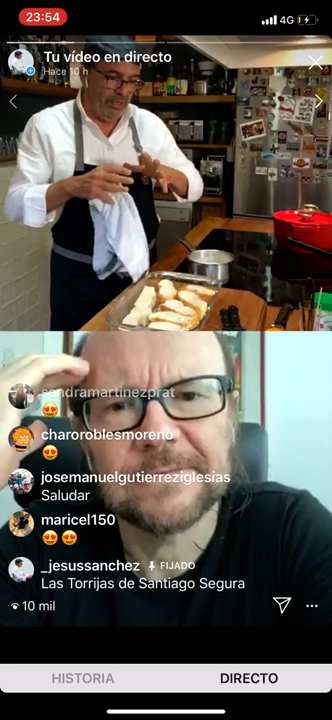 23:54
4G
Tu vídeo en directo
Hace 10 h
sandramartinezprat
😍
charoroblesmoreno
😍
josemanuelgutierreziglesias
Saludar
maricel150
😍😍
_jesussanchez FIJADO
Las Torrijas de Santiago Segura
10 mil
HISTORIA DIRECTO